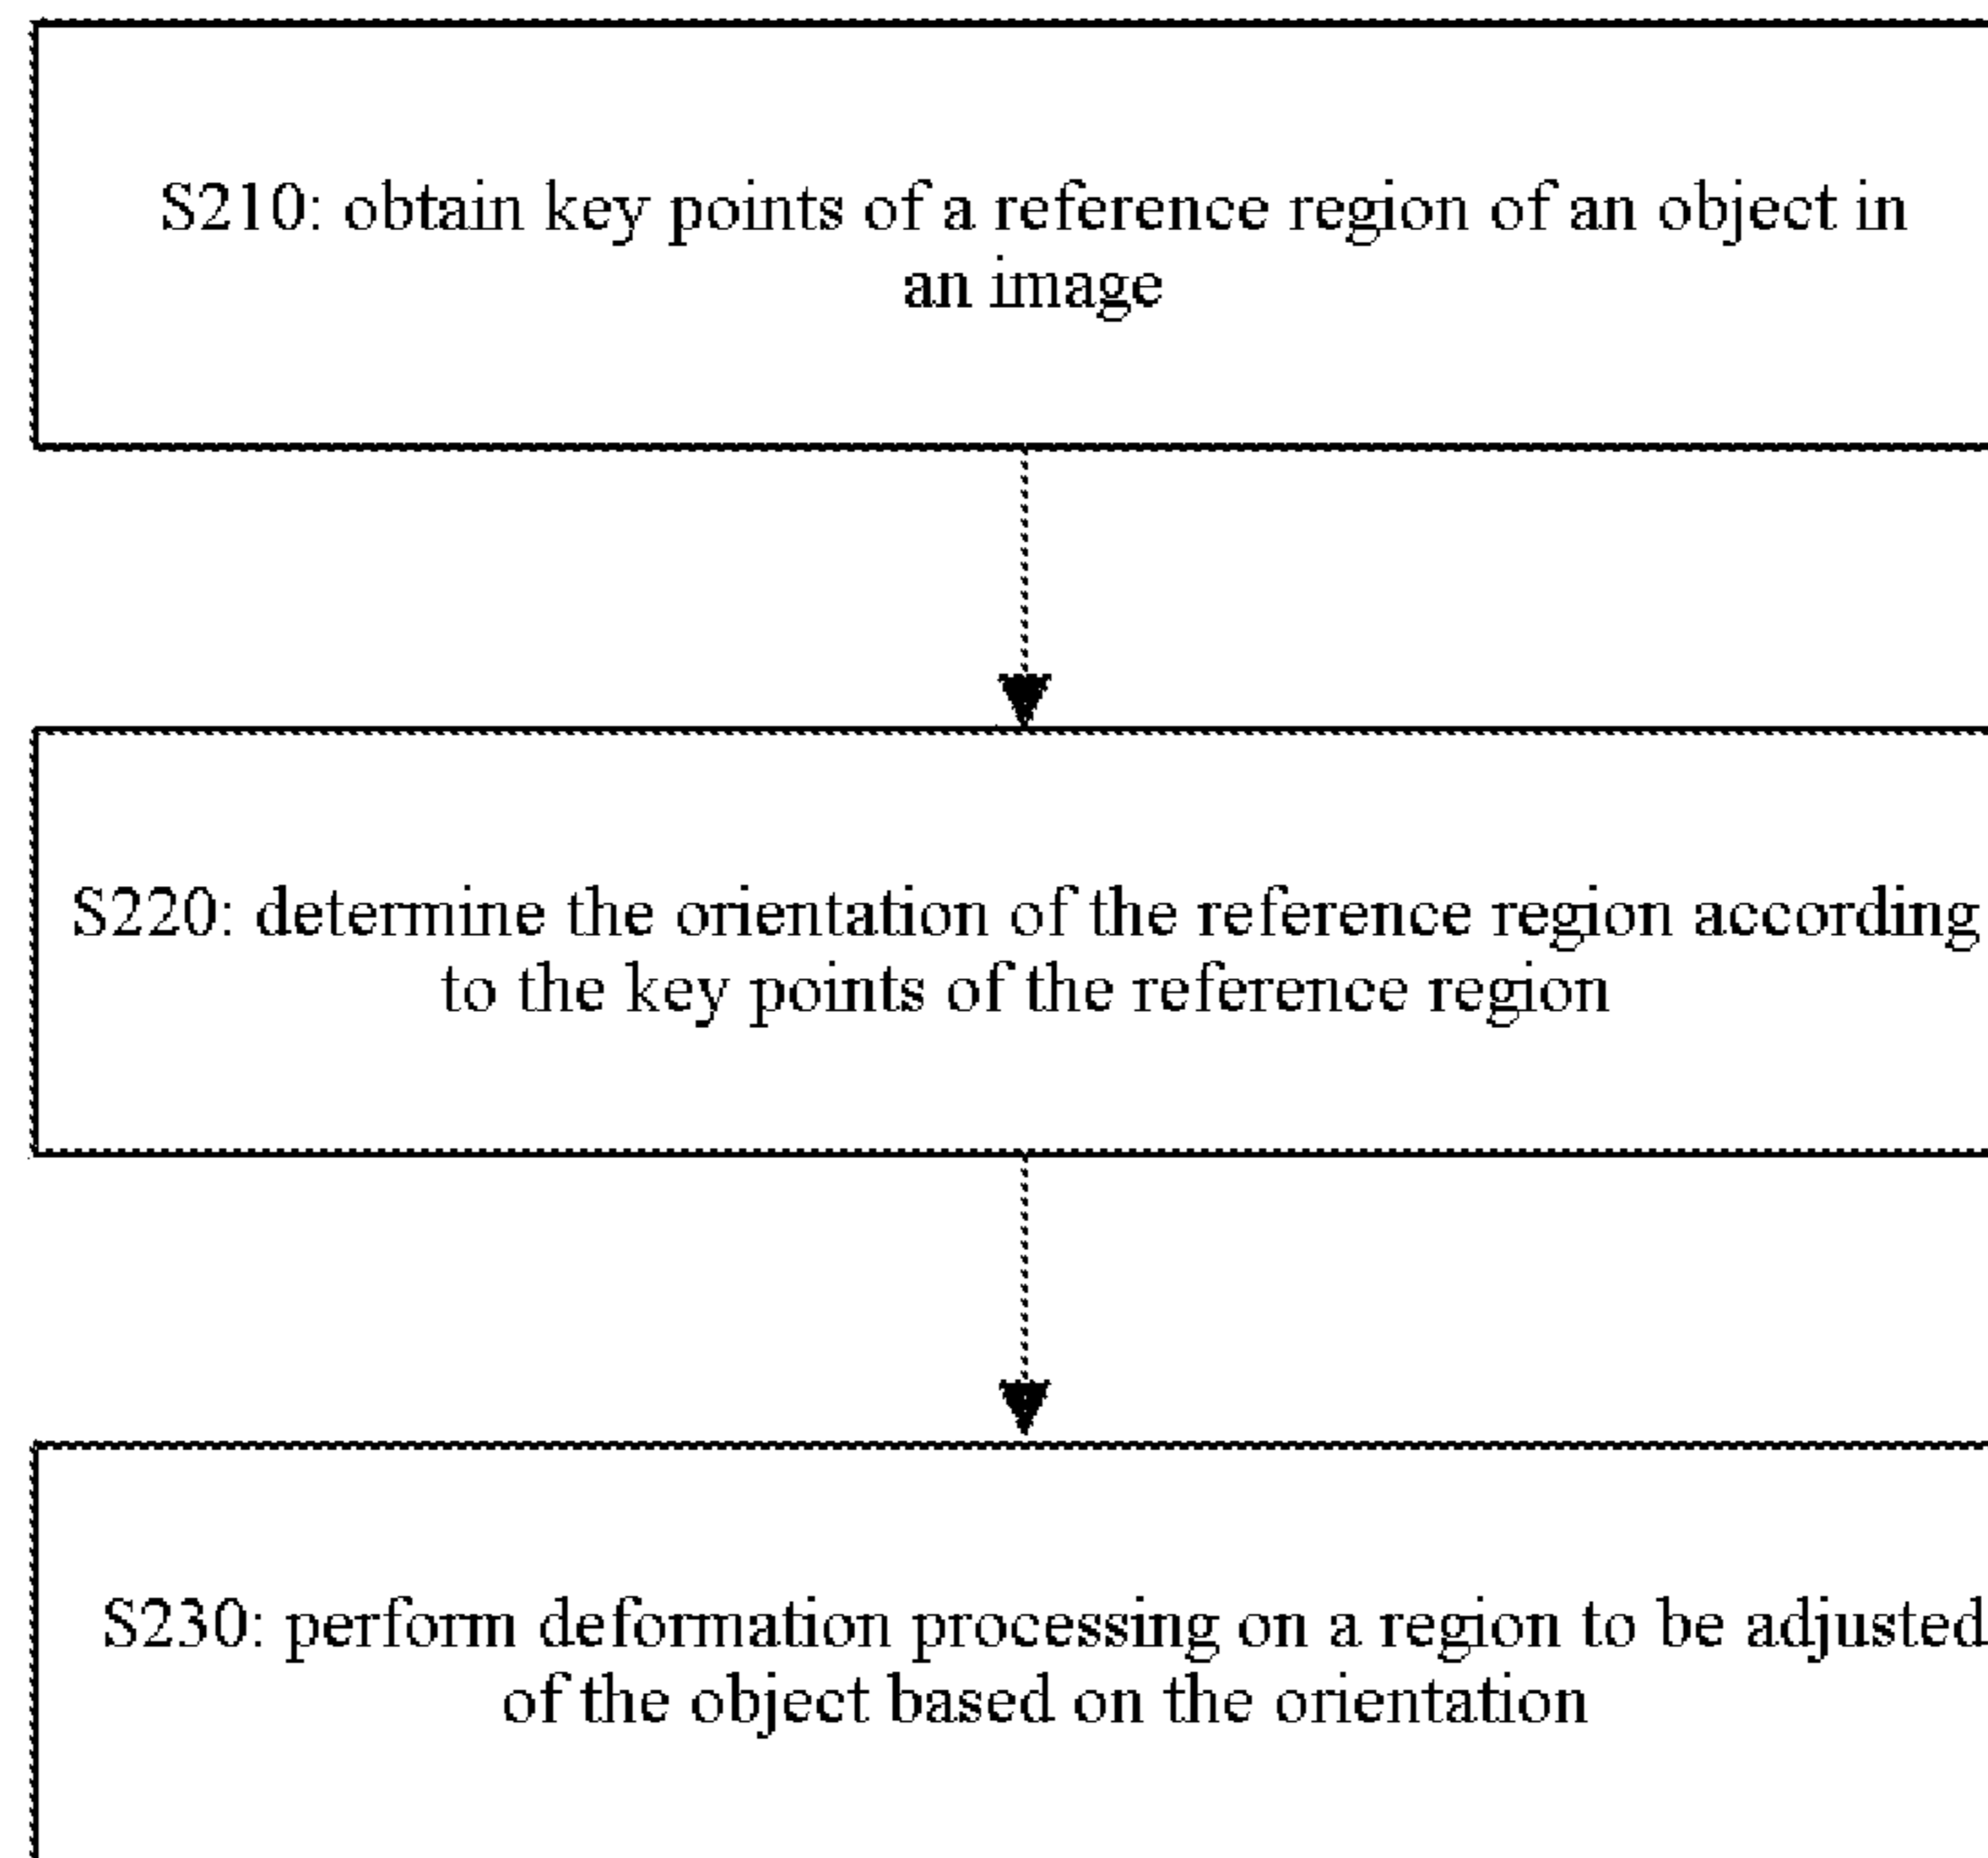 S210: obtain key points of a reference region of an object in
an image
S220: determine the orientation of the reference region according
to the key points of the reference region
S230: perform deformation processing on a region to be adjusted
of the object based on the orientation